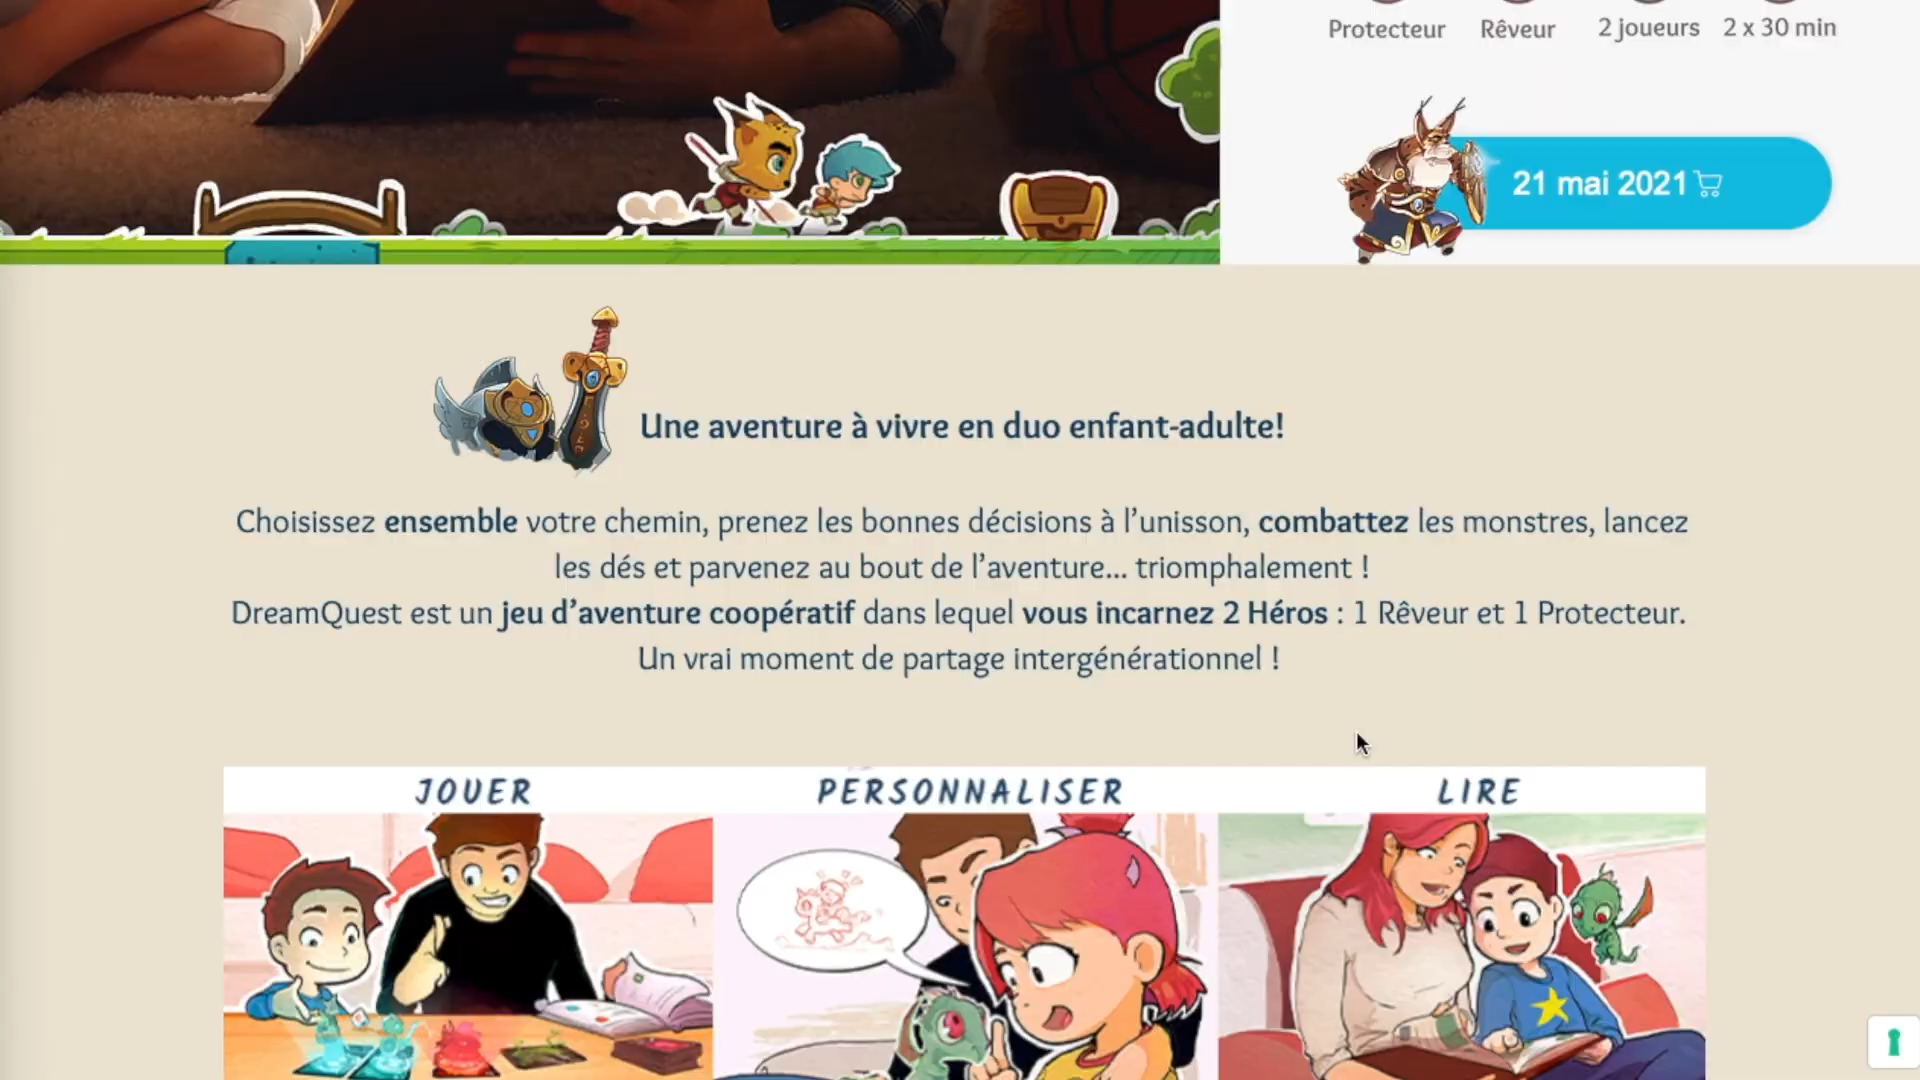 Protecteur Rêveur 2 joueurs 2 x 30 min
21 mai 2021
Une aventure à vivre en duo enfant-adulte!
Choisissez ensemble votre chemin, prenez les bonnes décisions à l’unisson, combattez les monstres, lancez
les dés et parvenez au bout de l’aventure... triomphalement !
DreamQuest est un jeu d’aventure coopératif dans lequel vous incarnez 2 Héros : 1 Rêveur et 1 Protecteur.
Un vrai moment de partage intergénérationnel !
JOUER PERSONNALISER LIRE